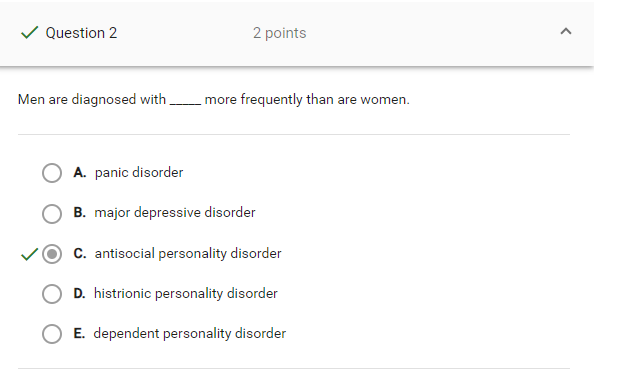 Question 2 2 points
Men are diagnosed with _____ more frequently than are women.
A. panic disorder
B. major depressive disorder
C. antisocial personality disorder
D. histrionic personality disorder
E. dependent personality disorder